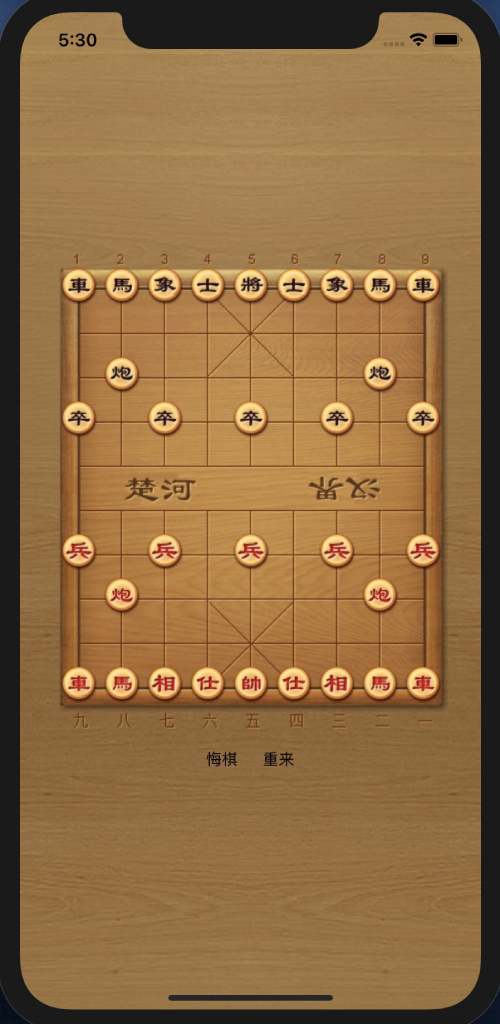 5:30
1 2 3 4 5 6 7 8 9
車 馬 象 士 將 士 象 馬 車
炮 炮
卒 卒 卒 卒 卒
楚河 漢界
兵 兵 兵 兵 兵
炮 炮
車 馬 相 仕 帥 仕 相 馬 車
九 八 七 六 五 四 三 二 一
悔棋 重来